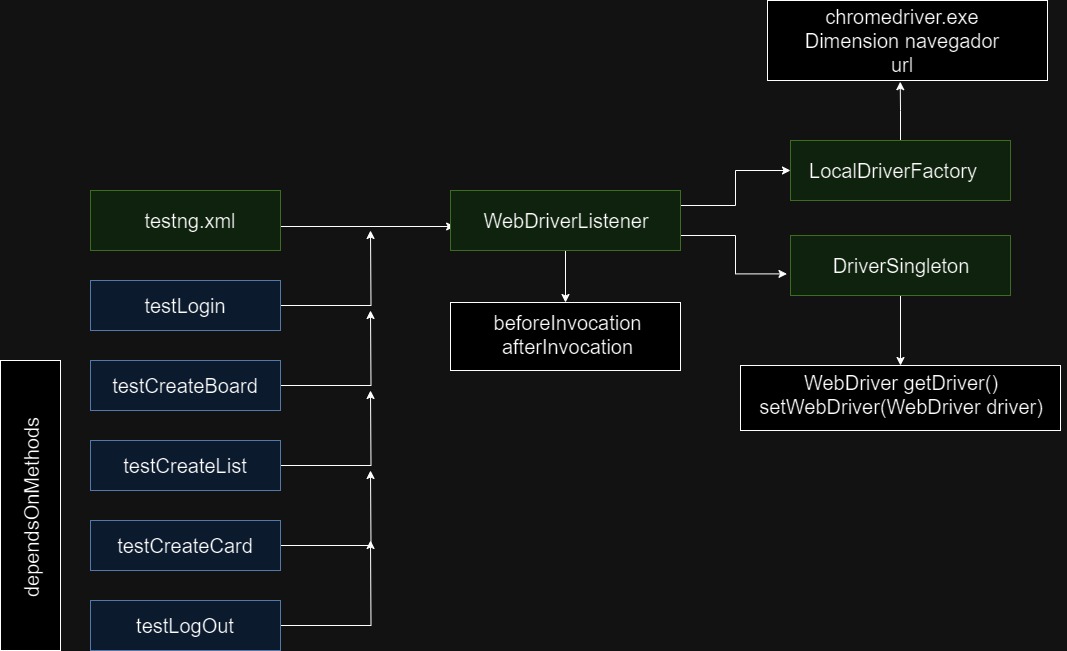 chromedriver.exe
Dimension navegador
url
LocalDriverFactory
testng.xml
WebDriverListener
DriverSingleton
testLogin
beforeInvocation
afterInvocation
testCreateBoard
WebDriver getDriver()
setWebDriver(WebDriver driver)
dependsOnMethods
testCreateList
testCreateCard
testLogOut